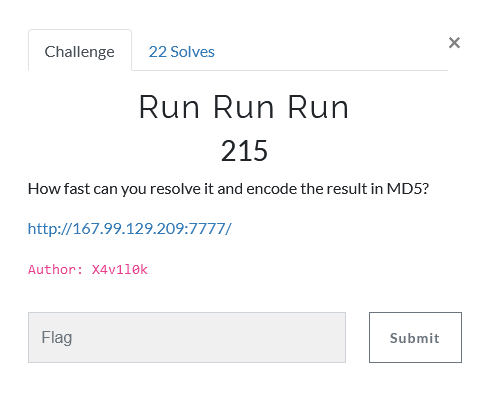 Challenge
22 Solves
×
Run Run Run
215
How fast can you resolve it and encode the result in MD5?
http://167.99.129.209:7777/
Author: X4v1l0k
Flag
Submit